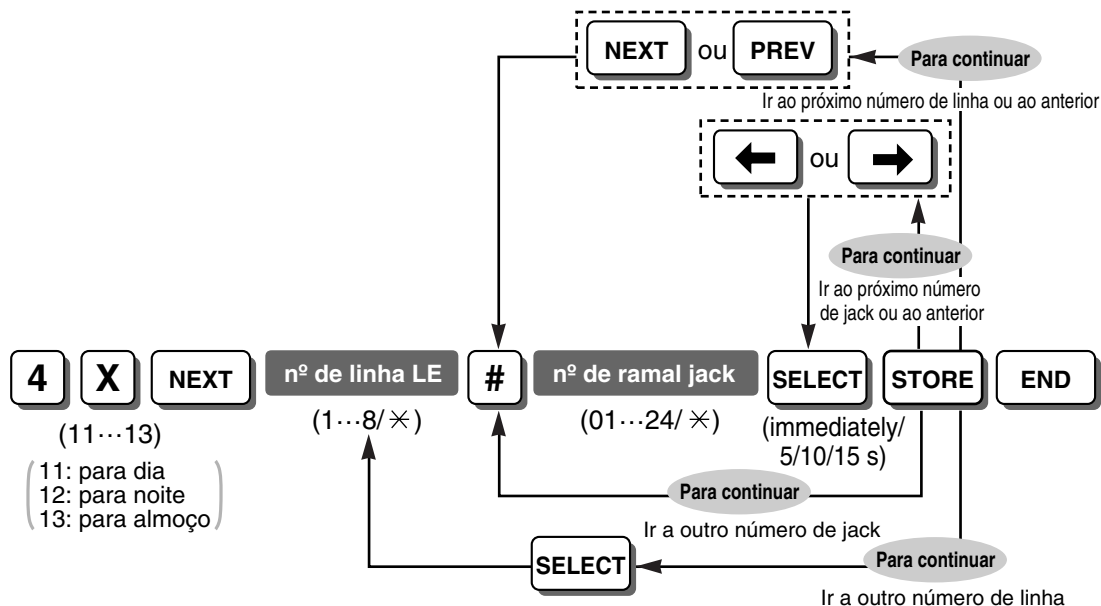 NEXT ou PREV
Para continuar
Ir ao próximo número de linha ou ao anterior
← ou →
Para continuar
Ir ao próximo número
de jack ou ao anterior
4 X NEXT nº de linha LE # nº de ramal jack SELECT STORE END
(11···13)
(1···8/ ✳)
(01···24/ ✳)
(immediately/
5/10/15 s)
11: para dia
12: para noite
13: para almoço
Para continuar
Ir a outro número de jack
SELECT
Para continuar
Ir a outro número de linha